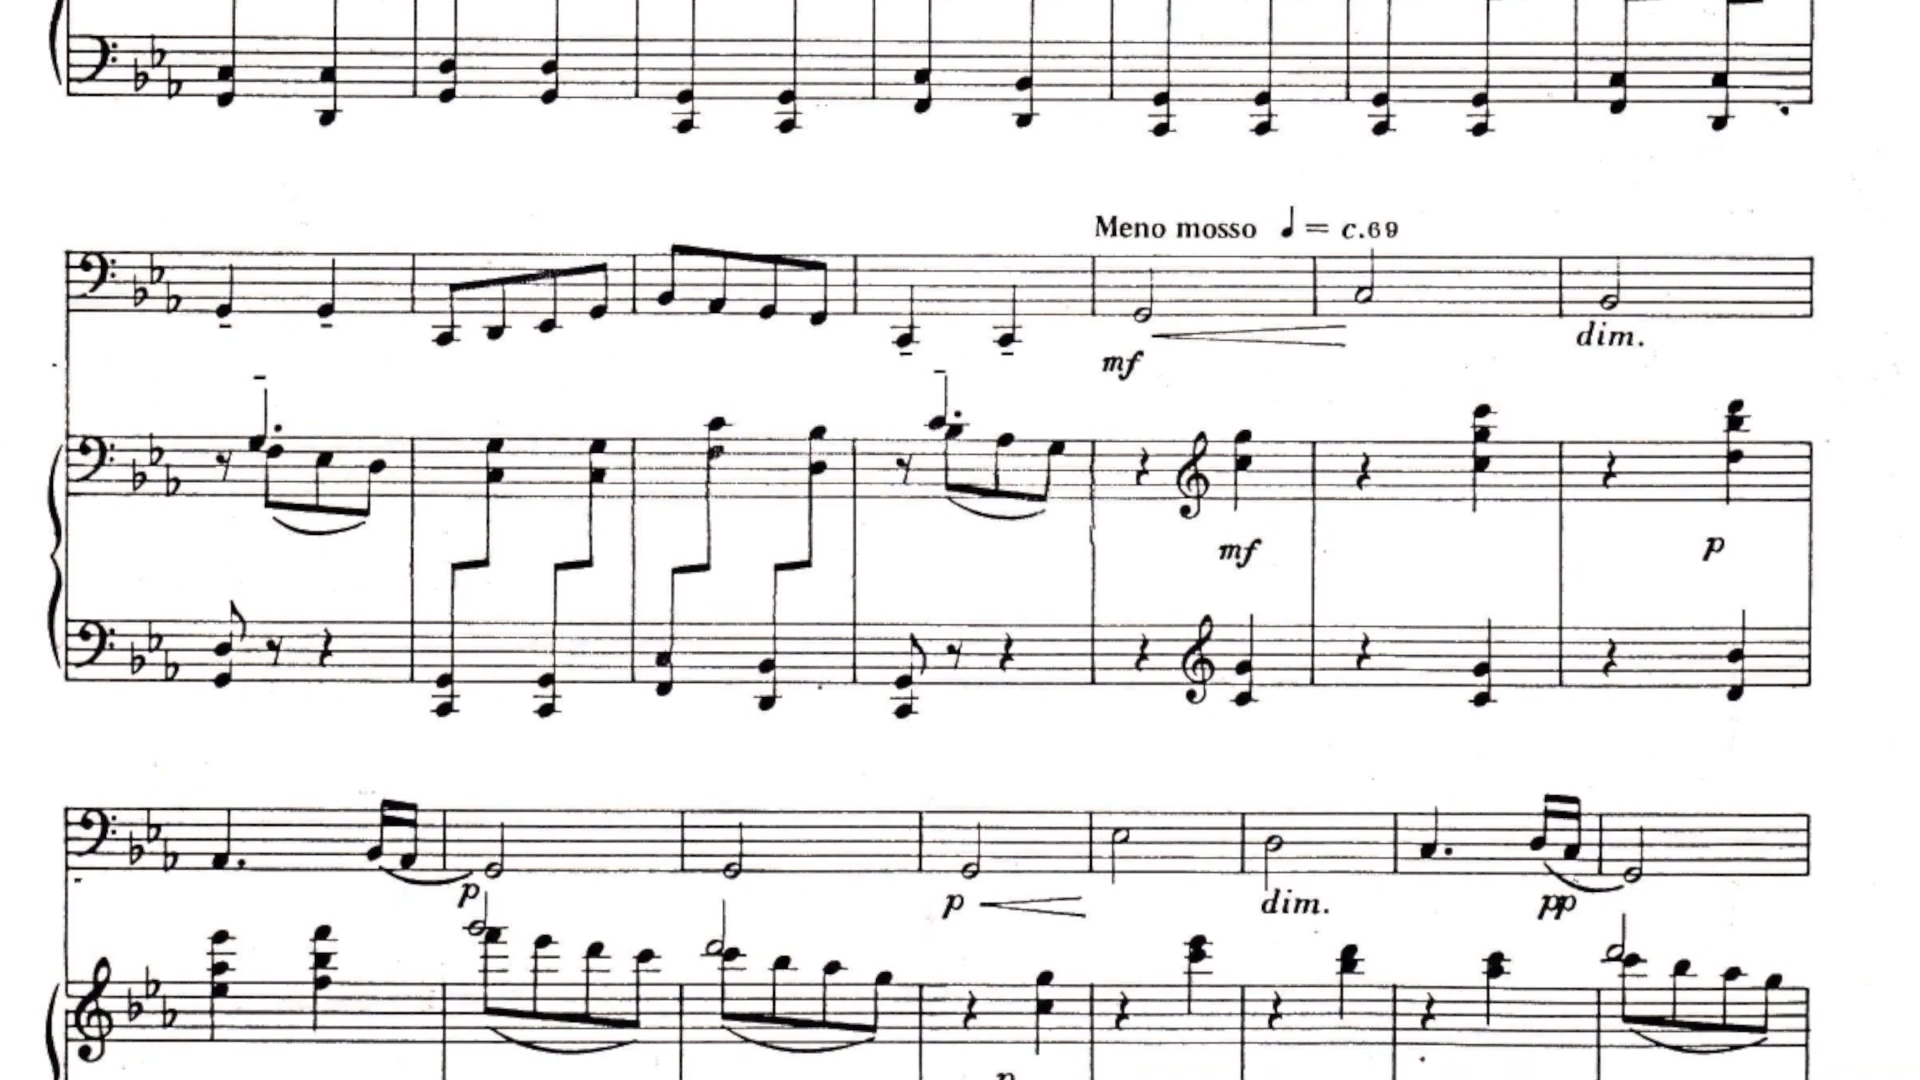 Meno mosso ♩ = c.69
mf
dim.
mf
p
p
p
dim.
pp
p